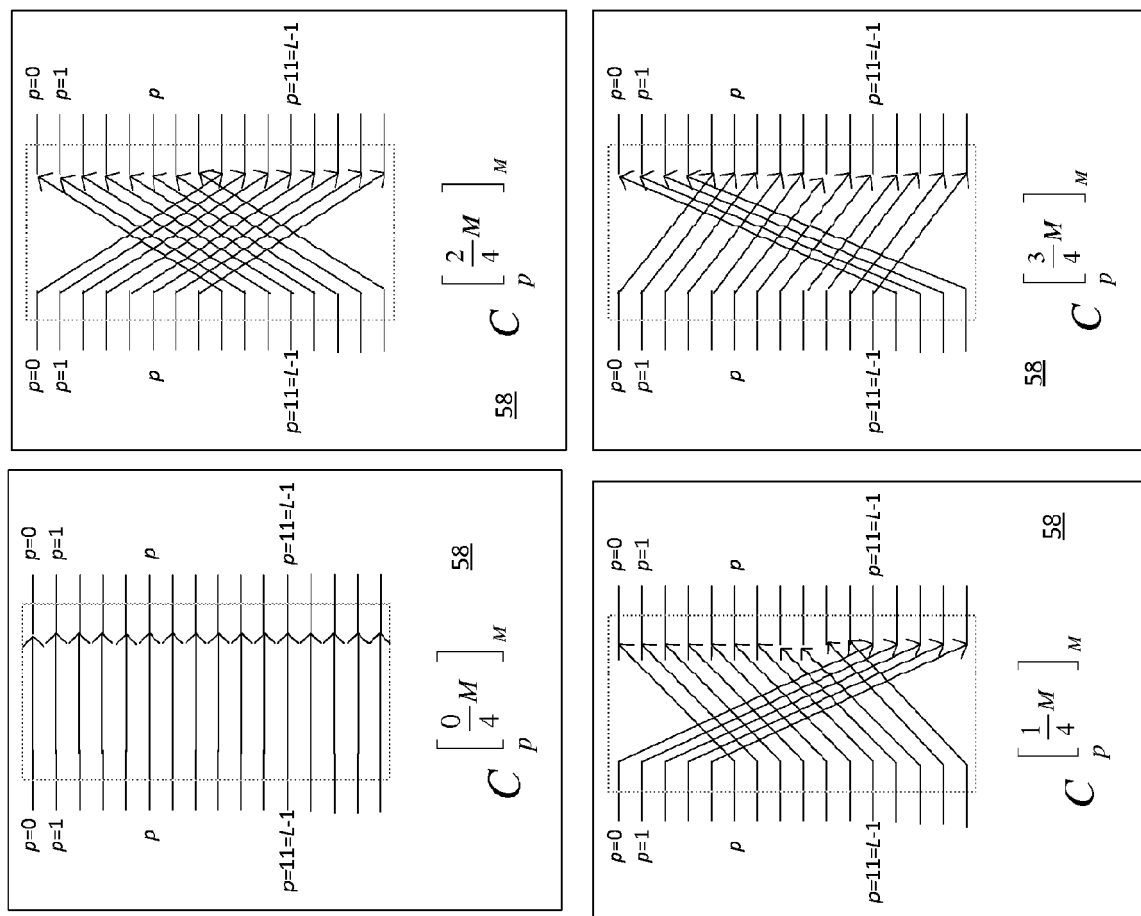 p=0
p=1
p
p=11=L-1
p=0
p=1
p
p=11=L-1
58
C p [2/4 M] M
p=0
p=1
p
p=11=L-1
p=0
p=1
p
p=11=L-1
58
C p [3/4 M] M
p=0
p=1
p
p=11=L-1
p=0
p=1
p
p=11=L-1
58
C p [0/4 M] M
p=0
p=1
p
p=11=L-1
p=0
p=1
p
p=11=L-1
58
C p [1/4 M] M